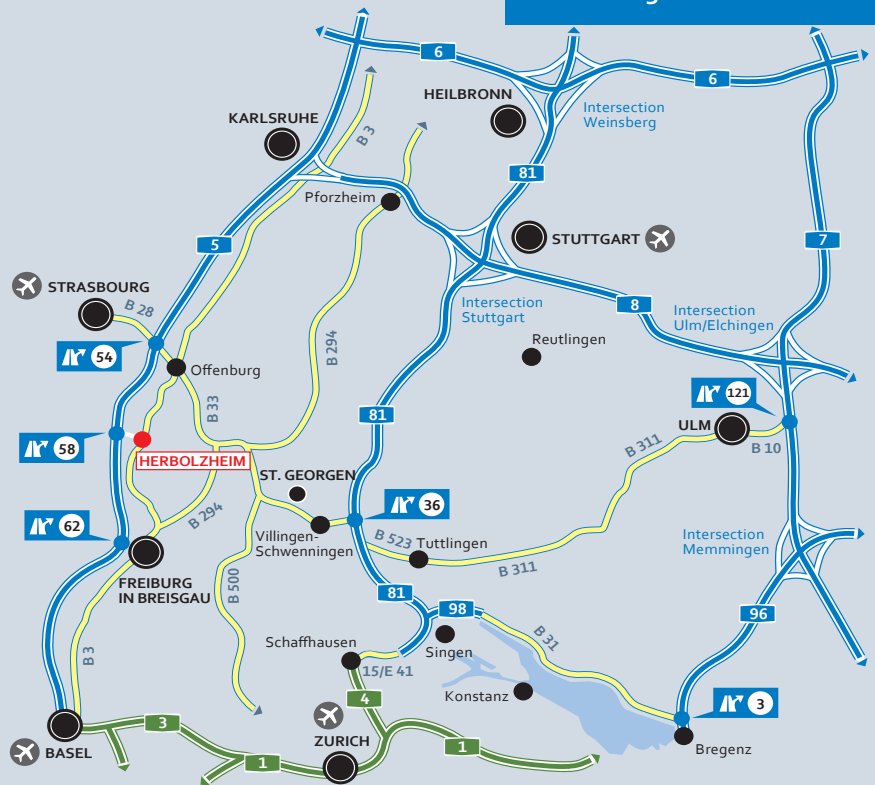 6
6
HEILBRONN
Intersection
Weinsberg
KARLSRUHE
B 3
81
Pforzheim
5
STUTTGART
7
STRASBOURG
B 28
Intersection
Stuttgart
8
Intersection
Ulm/Elchingen
54
Offenburg
B 294
Reutlingen
B 33
81
121
ULM
B 10
B 311
58
HERBOLZHEIM
ST. GEORGEN
36
62
B 294
Villingen-
Schwenningen
B 523
Tuttlingen
B 311
Intersection
Memmingen
FREIBURG
IN BREISGAU
B 500
81
98
96
B 3
Schaffhausen
Singen
B 31
15/E 41
Konstanz
4
3
3
BASEL
ZURICH
1
1
Bregenz